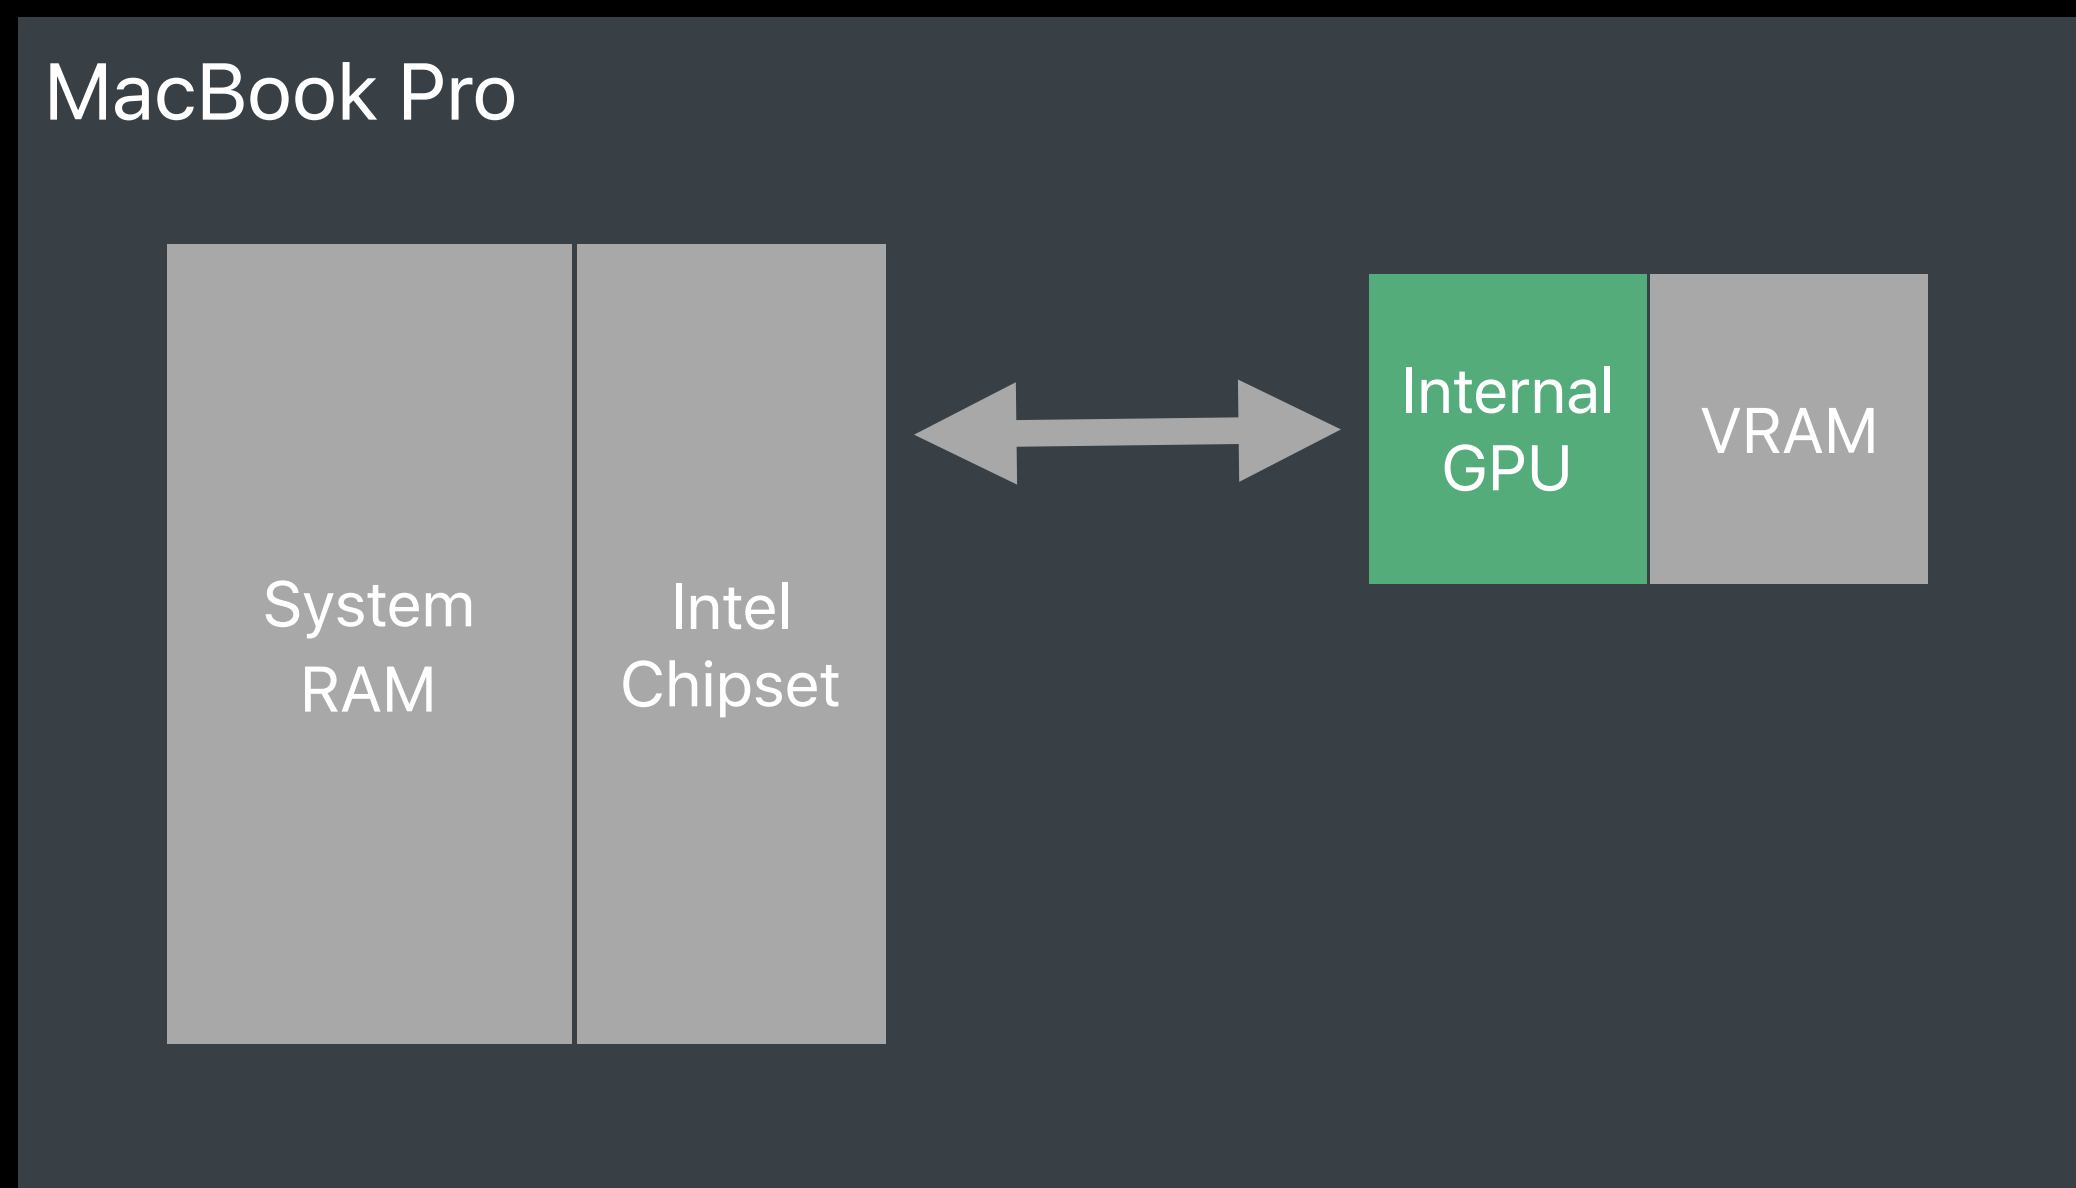 MacBook Pro
System
RAM
Intel
Chipset
Internal
GPU
VRAM